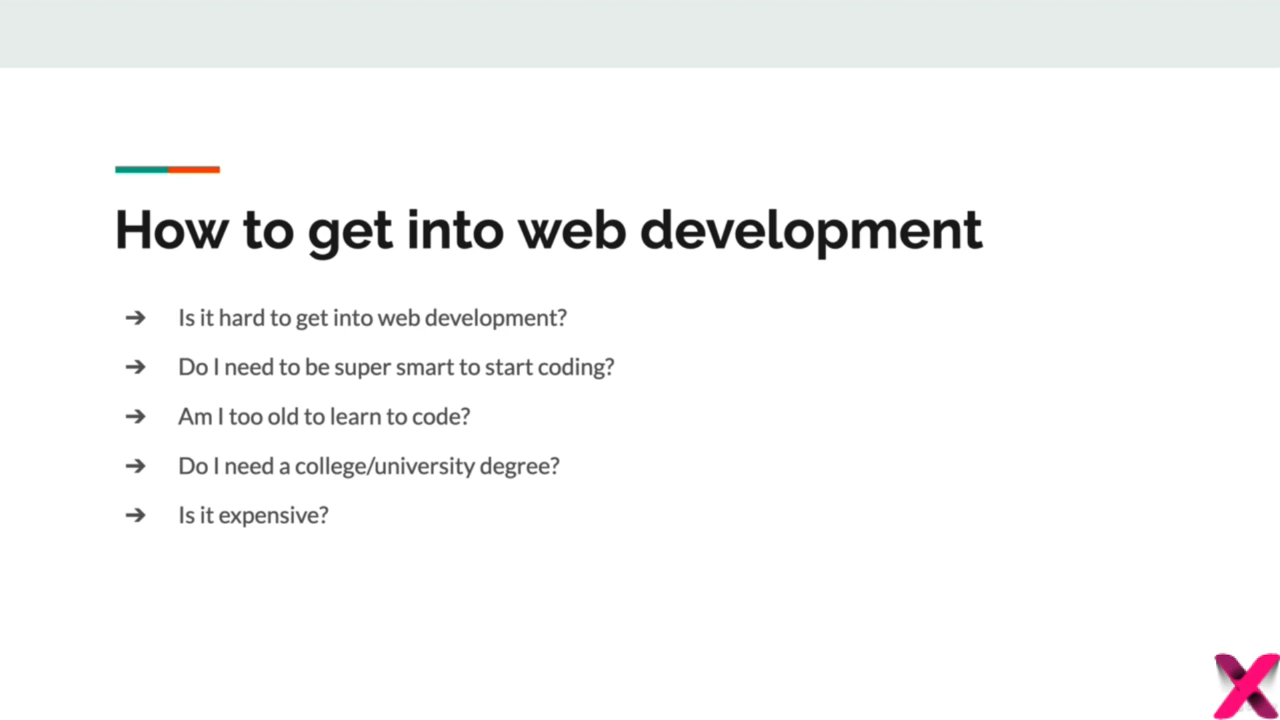 How to get into web development
➔ Is it hard to get into web development?
➔ Do I need to be super smart to start coding?
➔ Am I too old to learn to code?
➔ Do I need a college/university degree?
➔ Is it expensive?